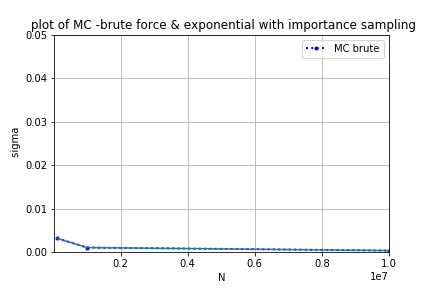 plot of MC -brute force & exponential with importance sampling
0.05
MC brute
0.04
0.03
sigma
0.02
0.01
0.00
0.2
0.4
0.6
0.8
1.0
N
1e7